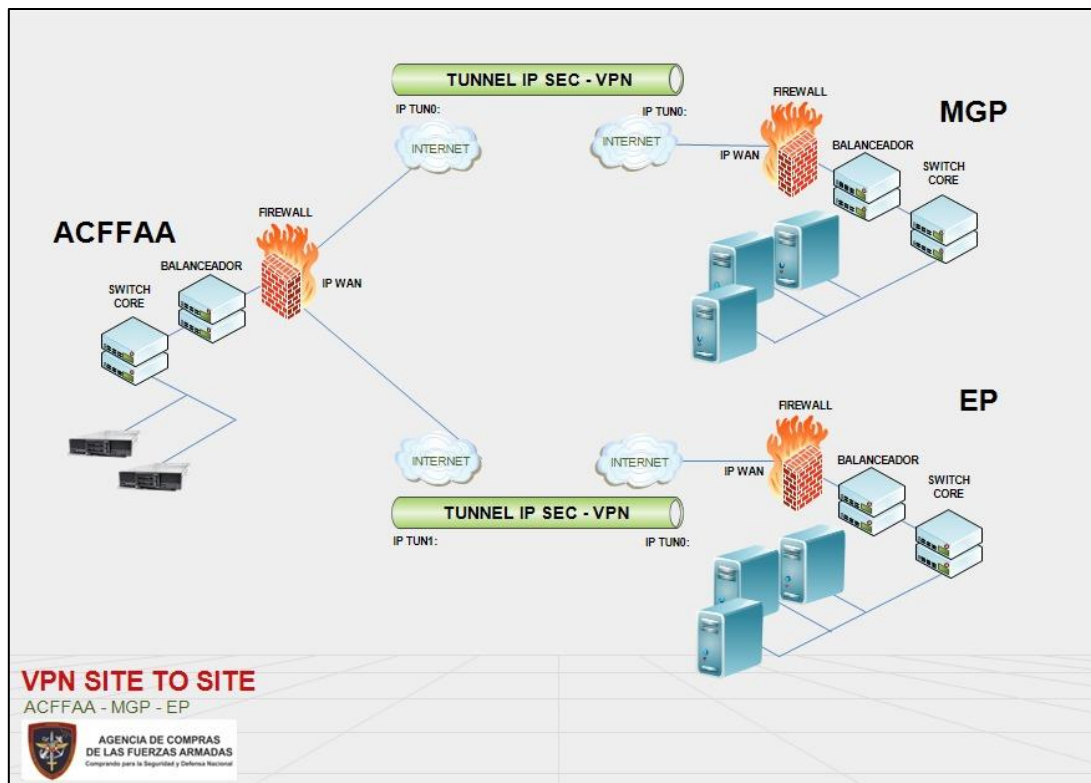 TUNNEL IP SEC - VPN
IP TUN0:
IP TUN0:
INTERNET
INTERNET
IP WAN
FIREWALL
MGP
BALANCEADOR
SWITCH
CORE
ACFFAA
FIREWALL
IP WAN
BALANCEADOR
SWITCH
CORE
EP
FIREWALL
IP WAN
BALANCEADOR
SWITCH
CORE
INTERNET
INTERNET
TUNNEL IP SEC - VPN
IP TUN1:
IP TUN0:
VPN SITE TO SITE
ACFFAA - MGP - EP
AGENCIA DE COMPRAS
DE LAS FUERZAS ARMADAS
Comprando para la Seguridad y Defensa Nacional